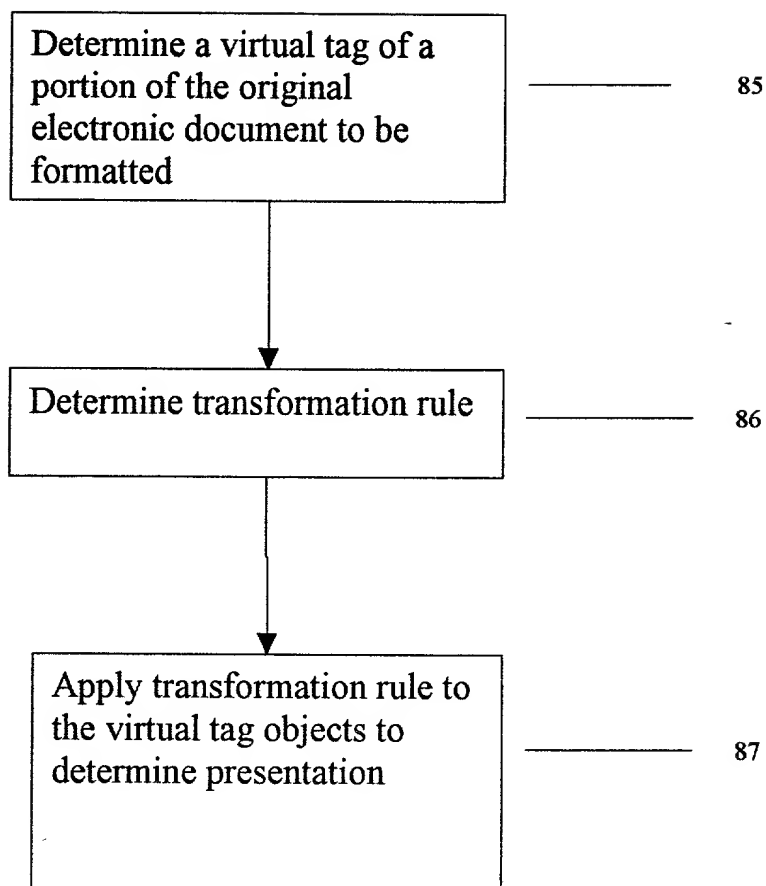 Determine a virtual tag of a
portion of the original
electronic document to be
formatted
85
Determine transformation rule
86
Apply transformation rule to
the virtual tag objects to
determine presentation
87